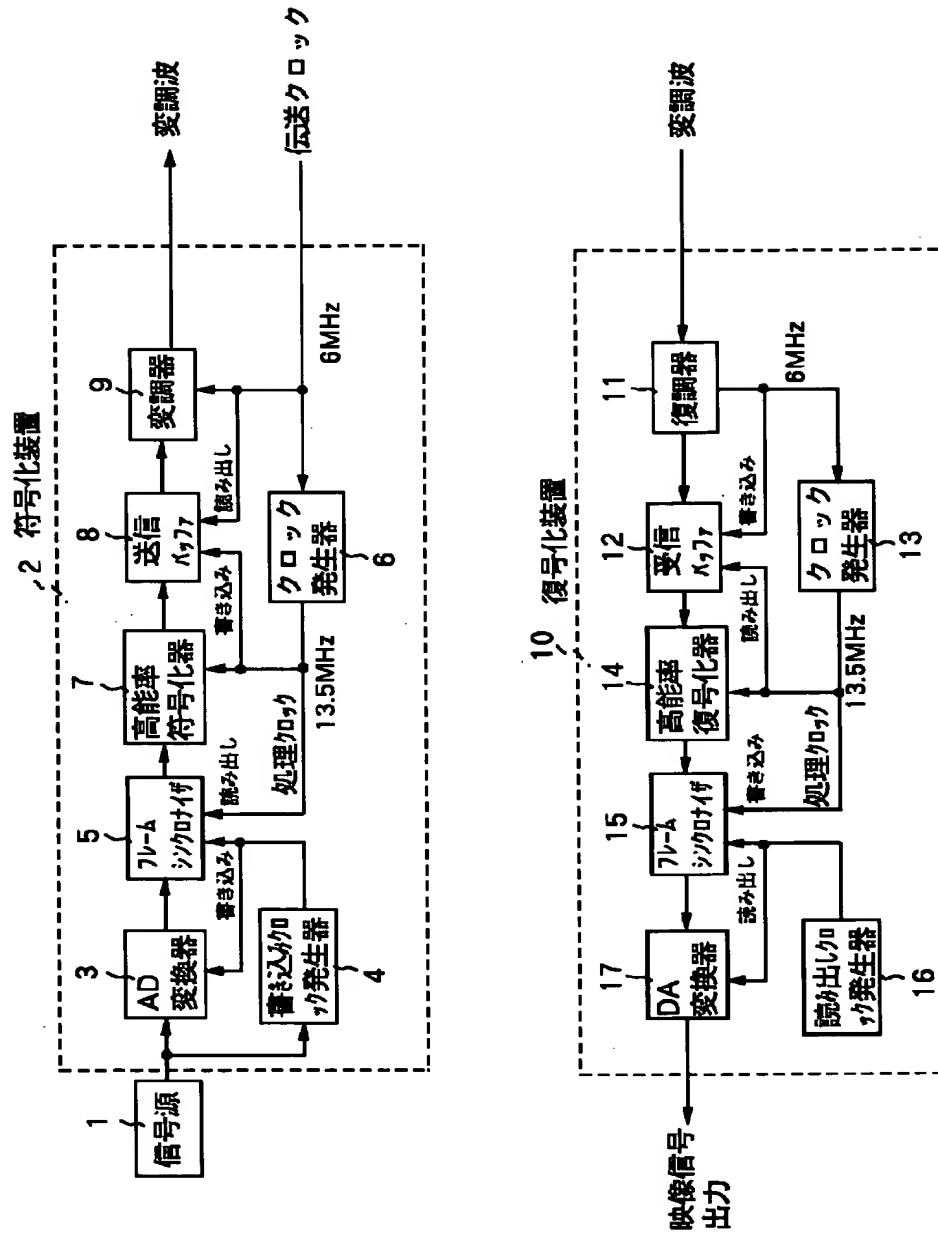 2 符号化装置
1
信号源
3
AD
変換器
書き込み
書き込みクロ
ック発生器
4
5
フレーム
シンクロナイザ
読み出し
処理クロック
7
高能率
符号化器
13.5MHz
書き込み
8
送信
バッファ
読み出し
クロック
発生器
6
9
変調器
6MHz
変調波
伝送クロック
10 復号化装置
映像信号
出力
17
DA
変換器
読み出し
読み出しクロ
ック発生器
16
15
フレーム
シンクロナイザ
書き込み
処理クロック
14
高能率
復号化器
13.5MHz
読み出し
12
受信
バッファ
書き込み
クロック
発生器
13
11
復調器
6MHz
変調波